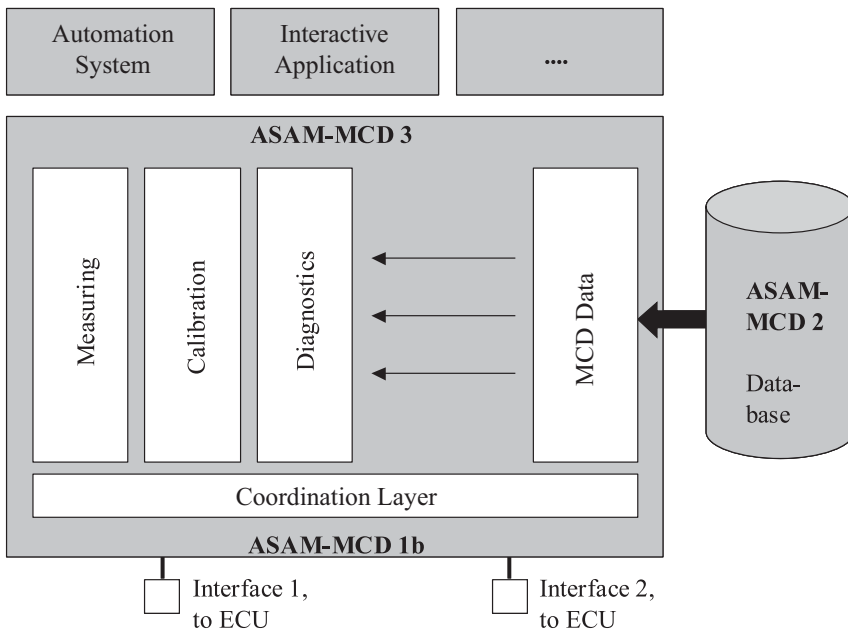 Automation
System
Interactive
Application
....
ASAM-MCD 3
Measuring
Calibration
Diagnostics
MCD Data
ASAM-
MCD 2
Data-
base
Coordination Layer
ASAM-MCD 1b
Interface 1,
to ECU
Interface 2,
to ECU